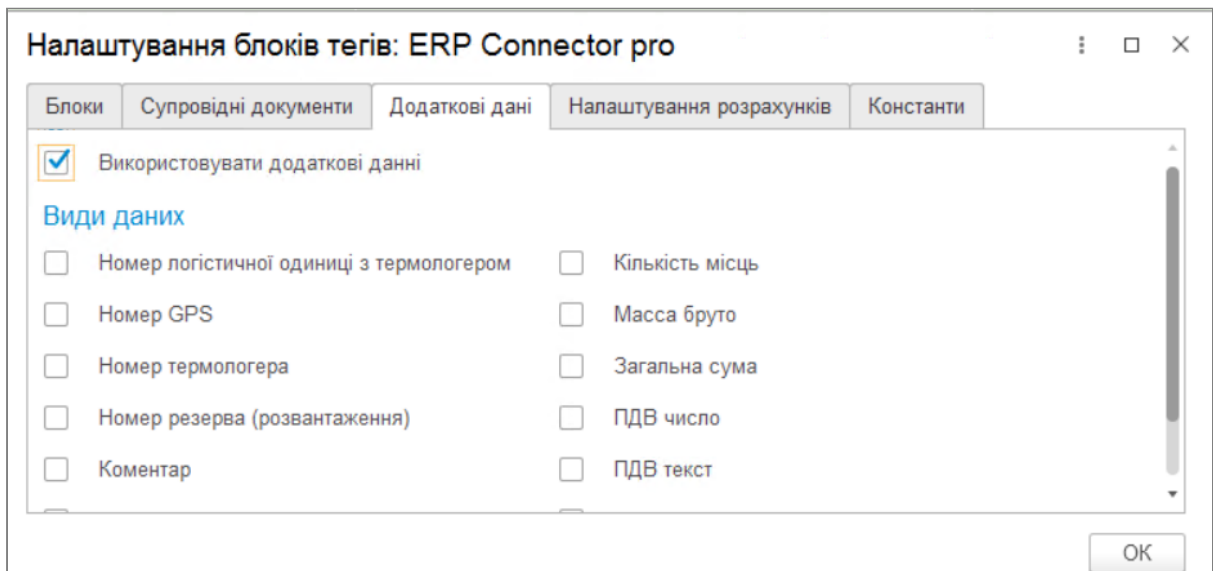 Налаштування блоків тегів: ERP Connector pro
Блоки Супровідні документи Додаткові дані Налаштування розрахунків Константи
Використовувати додаткові данні
Види даних
Номер логістичної одиниці з термологером Кількість місць
Номер GPS Масса бруто
Номер термологера Загальна сума
Номер резерва (розвантаження) ПДВ число
Коментар ПДВ текст
ОК